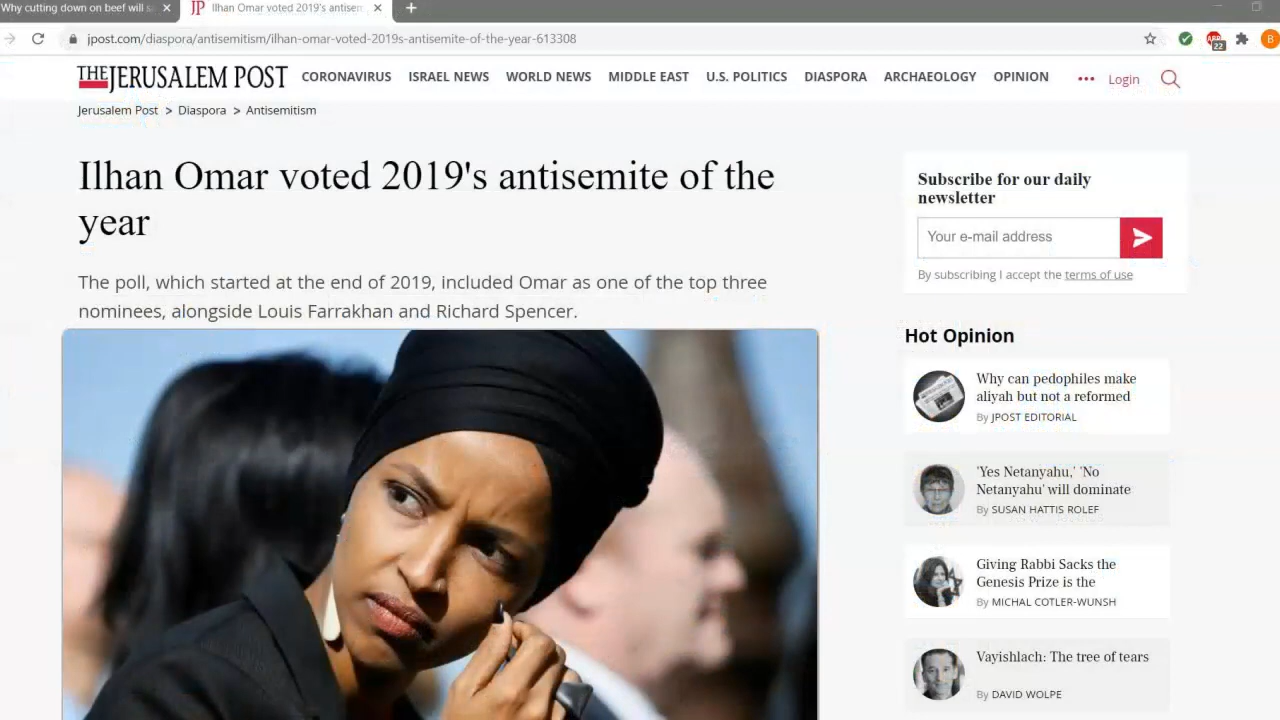 Why cutting down on beef will s
JP Ilhan Omar voted 2019's antisem
jpost.com/diaspora/antisemitism/ilhan-omar-voted-2019s-antisemite-of-the-year-613308
ABP
22
B
THE JERUSALEM POST
CORONAVIRUS ISRAEL NEWS WORLD NEWS MIDDLE EAST U.S. POLITICS DIASPORA ARCHAEOLOGY OPINION ••• Login
Jerusalem Post > Diaspora > Antisemitism
Ilhan Omar voted 2019's antisemite of the
year
The poll, which started at the end of 2019, included Omar as one of the top three
nominees, alongside Louis Farrakhan and Richard Spencer.
Subscribe for our daily
newsletter
Your e-mail address
By subscribing I accept the terms of use
Hot Opinion
Why can pedophiles make
aliyah but not a reformed
By JPOST EDITORIAL
'Yes Netanyahu,' 'No
Netanyahu' will dominate
By SUSAN HATTIS ROLEF
Giving Rabbi Sacks the
Genesis Prize is the
By MICHAL COTLER-WUNSH
Vayishlach: The tree of tears
By DAVID WOLPE